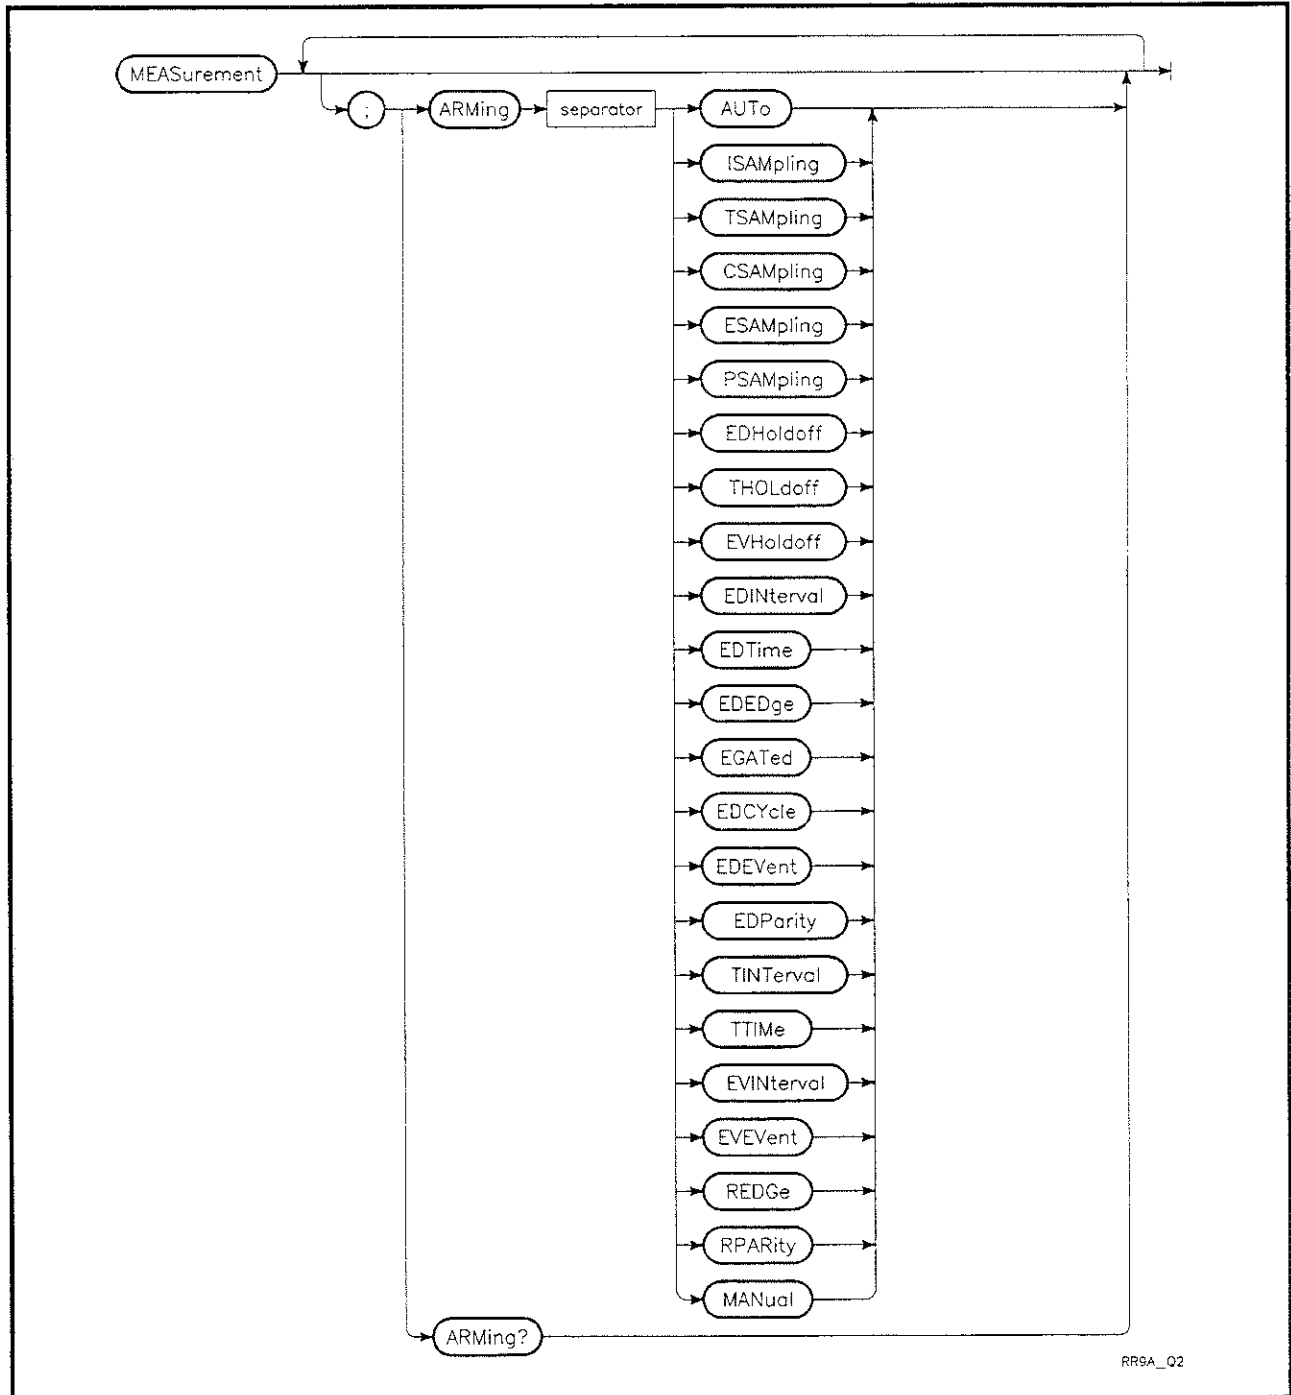 MEASurement
; ARMing separator AUTo
ISAMpling
TSAMpling
CSAMpling
ESAMpling
PSAMpling
EDHoldoff
THOLdoff
EVHoldoff
EDINterval
EDTime
EDEDge
EGATed
EDCYcle
EDEVent
EDParity
TINTerval
TTIMe
EVINterval
EVEVent
REDGe
RPARity
MANual
ARMing?
RR9A_Q2